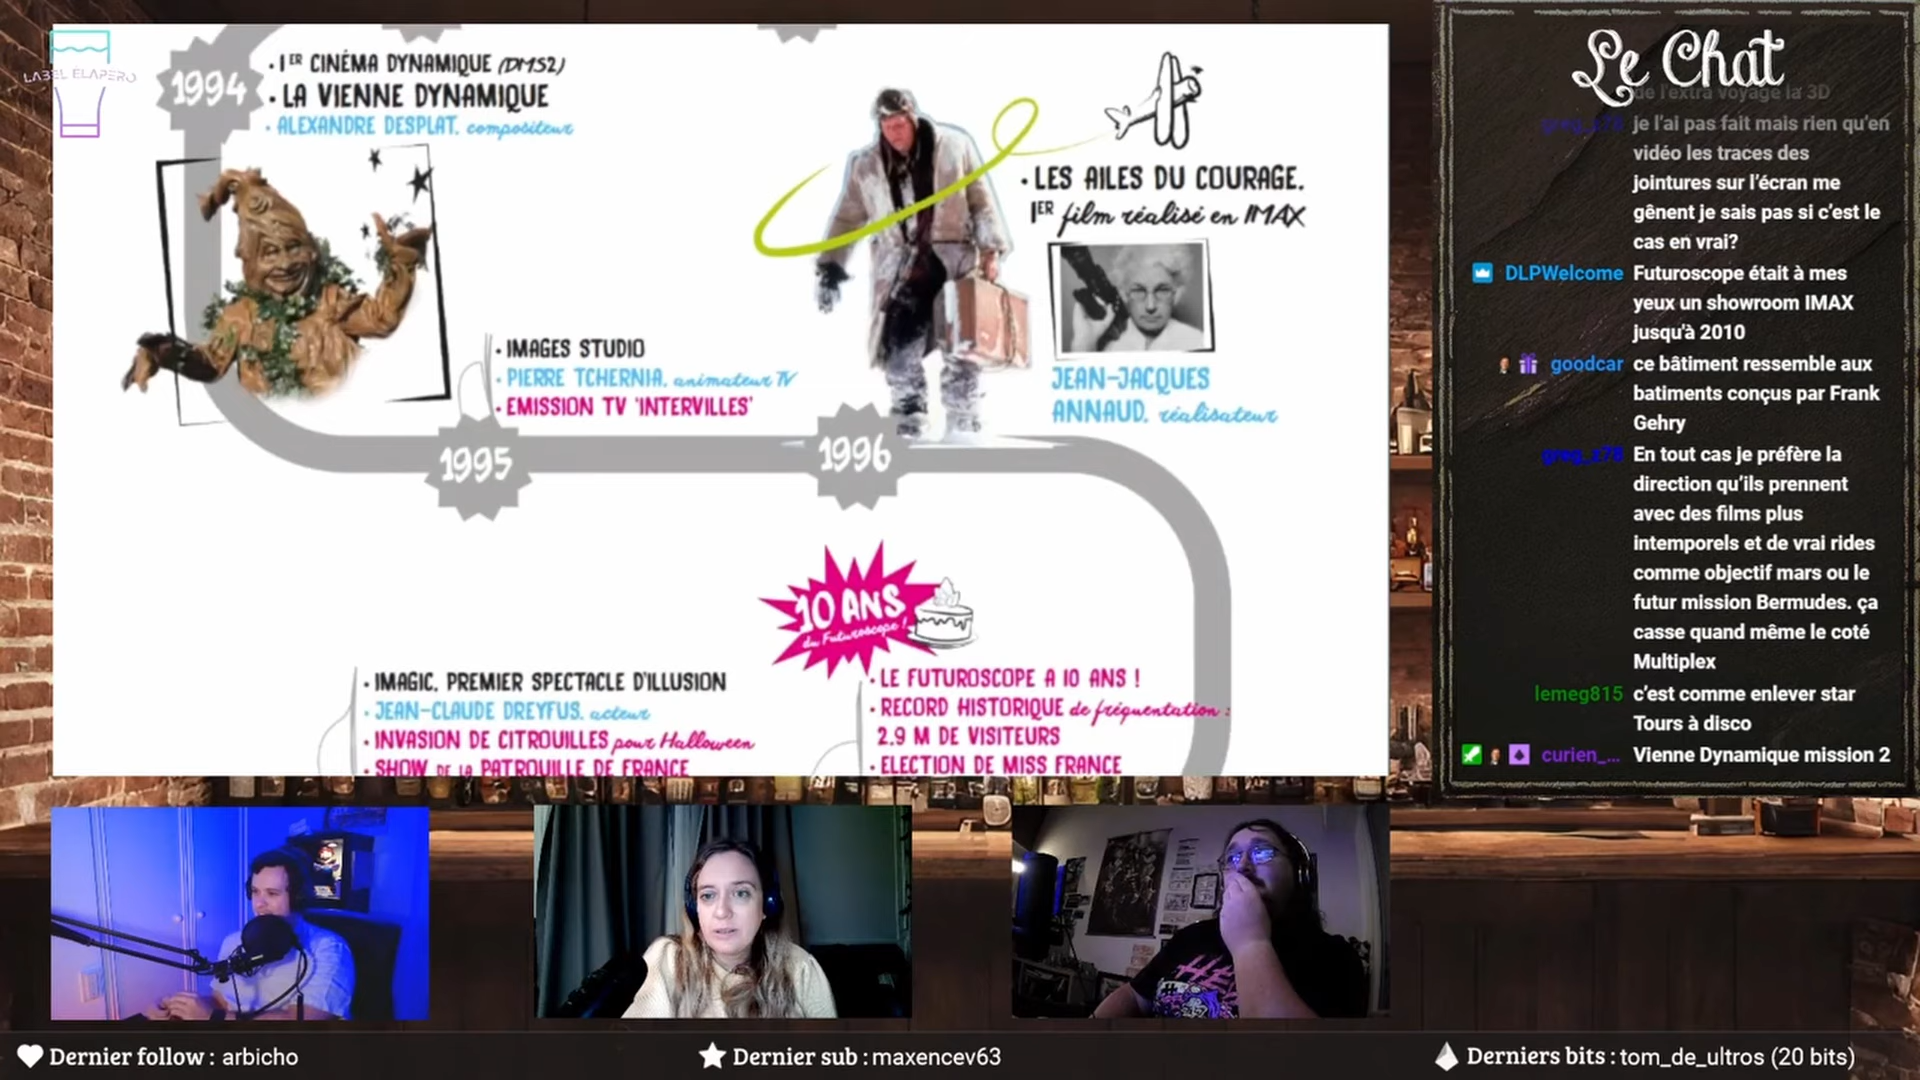 LABEL ÉLAPERO
1994
· 1ER CINÉMA DYNAMIQUE (DMS2)
· LA VIENNE DYNAMIQUE
· ALEXANDRE DESPLAT, compositeur
· LES AILES DU COURAGE,
1ER film réalisé en IMAX
JEAN-JACQUES
ANNAUD, réalisateur
· IMAGES STUDIO
· PIERRE TCHERNIA, animateur TV
· EMISSION TV 'INTERVILLES'
1995
1996
10 ANS
du Futuroscope !
· IMAGIC, PREMIER SPECTACLE D'ILLUSION
· JEAN-CLAUDE DREYFUS, acteur
· INVASION DE CITROUILLES pour Halloween
· SHOW DE LA PATROUILLE DE FRANCE
· LE FUTUROSCOPE A 10 ANS !
· RECORD HISTORIQUE de fréquentation :
2.9 M DE VISITEURS
· ELECTION DE MISS FRANCE
Le Chat
de l'extra voyage la 3D
greg_z78 je l'ai pas fait mais rien qu'en
vidéo les traces des
jointures sur l'écran me
gênent je sais pas si c'est le
cas en vrai?
DLPWelcome Futuroscope était à mes
yeux un showroom IMAX
jusqu'à 2010
goodcar ce bâtiment ressemble aux
batiments conçus par Frank
Gehry
greg_z78 En tout cas je préfère la
direction qu'ils prennent
avec des films plus
intemporels et de vrai rides
comme objectif mars ou le
futur mission Bermudes. ça
casse quand même le coté
Multiplex
lemeg815 c'est comme enlever star
Tours à disco
curien_... Vienne Dynamique mission 2
Dernier follow : arbicho
Dernier sub : maxencev63
Derniers bits : tom_de_ultros (20 bits)